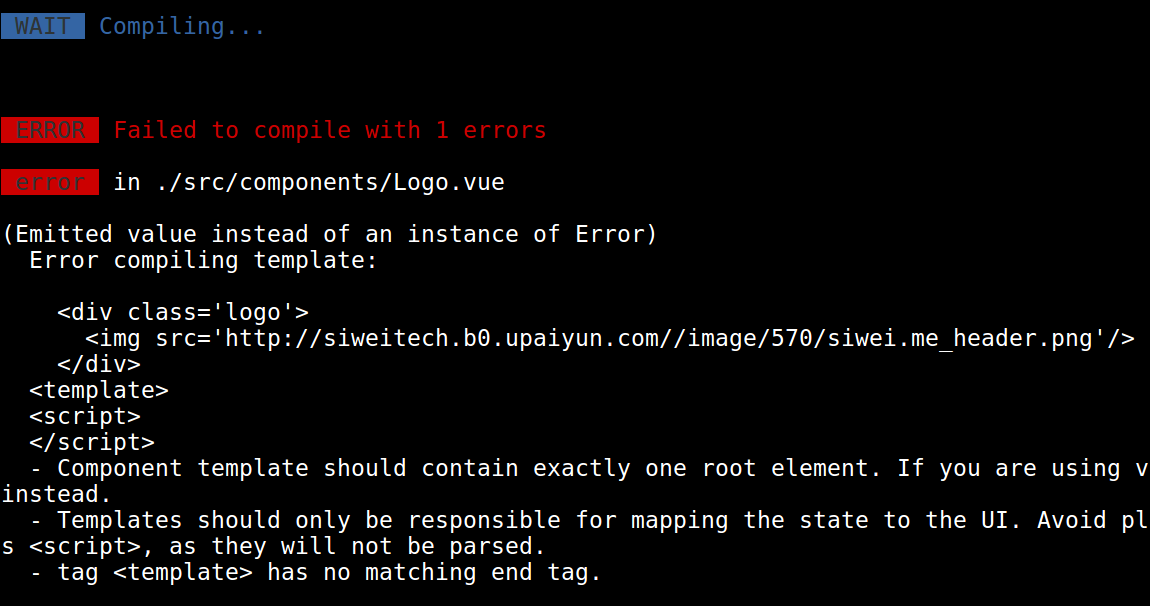 WAIT Compiling...
ERROR Failed to compile with 1 errors
error in ./src/components/Logo.vue
(Emitted value instead of an instance of Error)
Error compiling template:
<div class='logo'>
<img src='http://siweitech.b0.upaiyun.com//image/570/siwei.me_header.png'/>
</div>
<template>
<script>
</script>
- Component template should contain exactly one root element. If you are using v
instead.
- Templates should only be responsible for mapping the state to the UI. Avoid pl
s <script>, as they will not be parsed.
- tag <template> has no matching end tag.